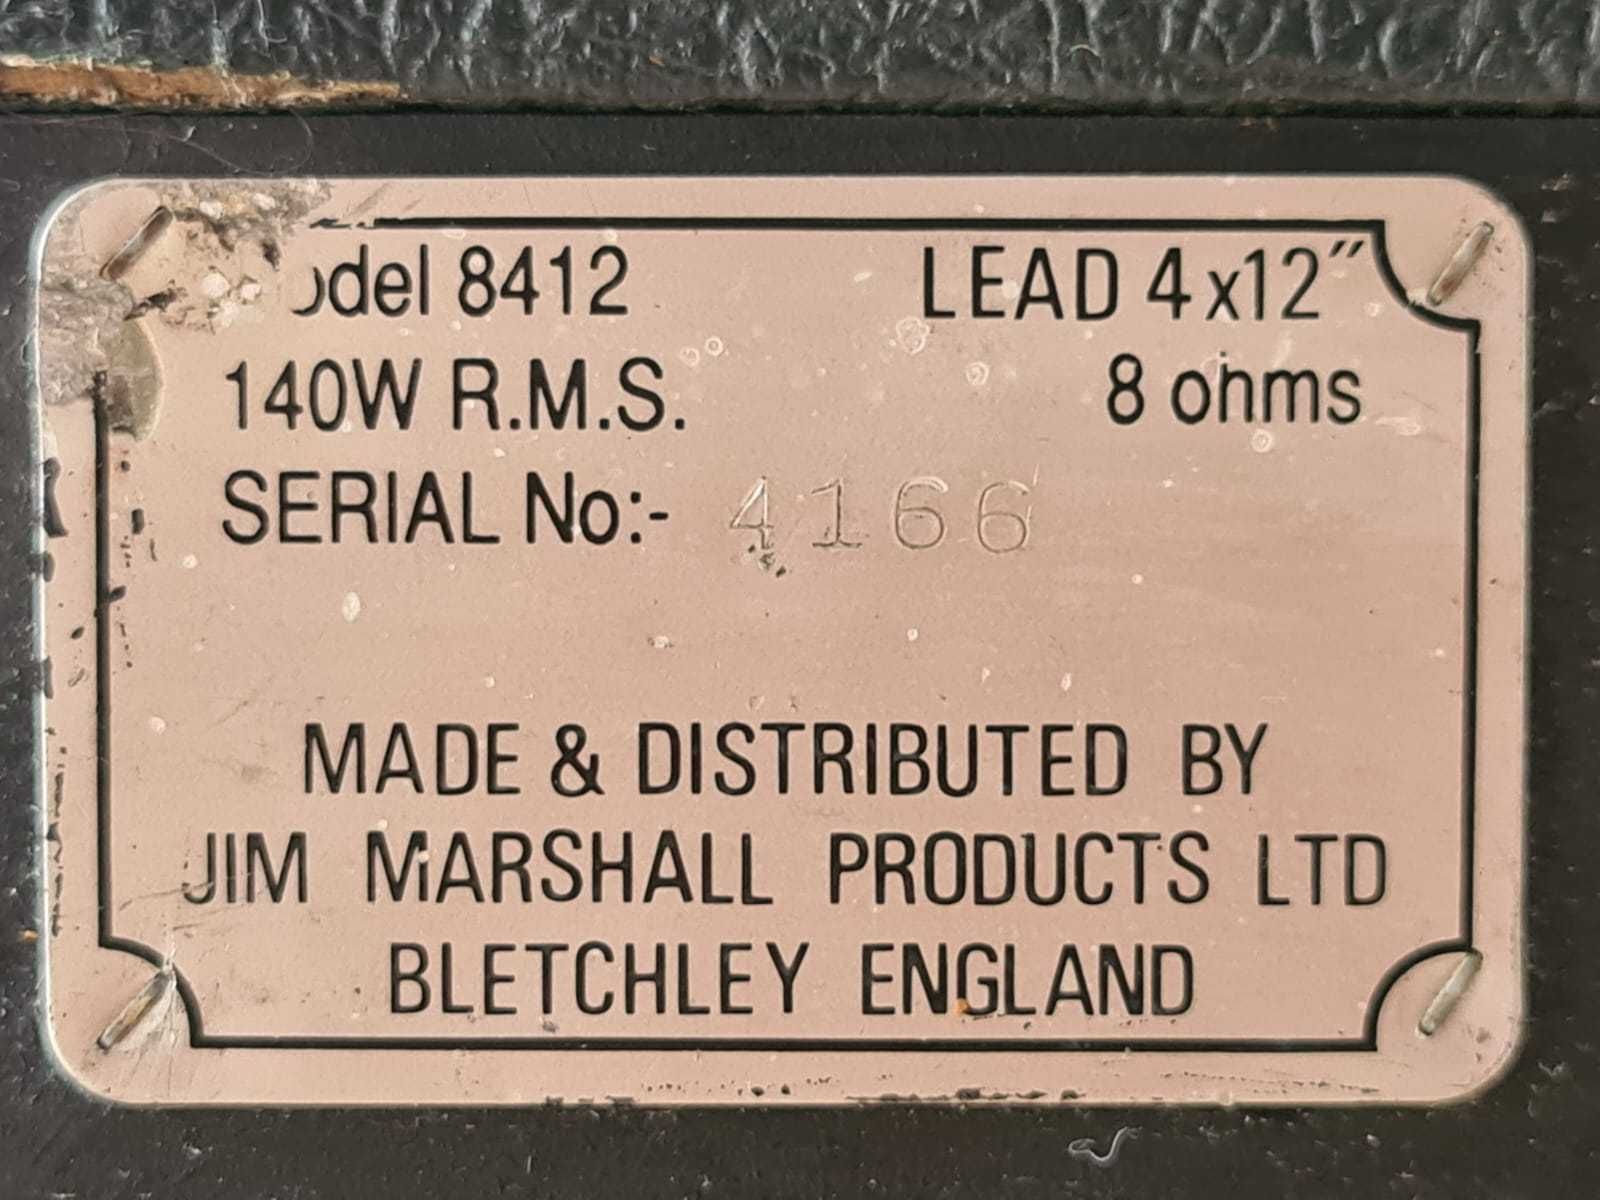 odel 8412 LEAD 4x12"
140W R.M.S. 8 ohms
SERIAL No:- 4166
MADE & DISTRIBUTED BY
JIM MARSHALL PRODUCTS LTD
BLETCHLEY ENGLAND